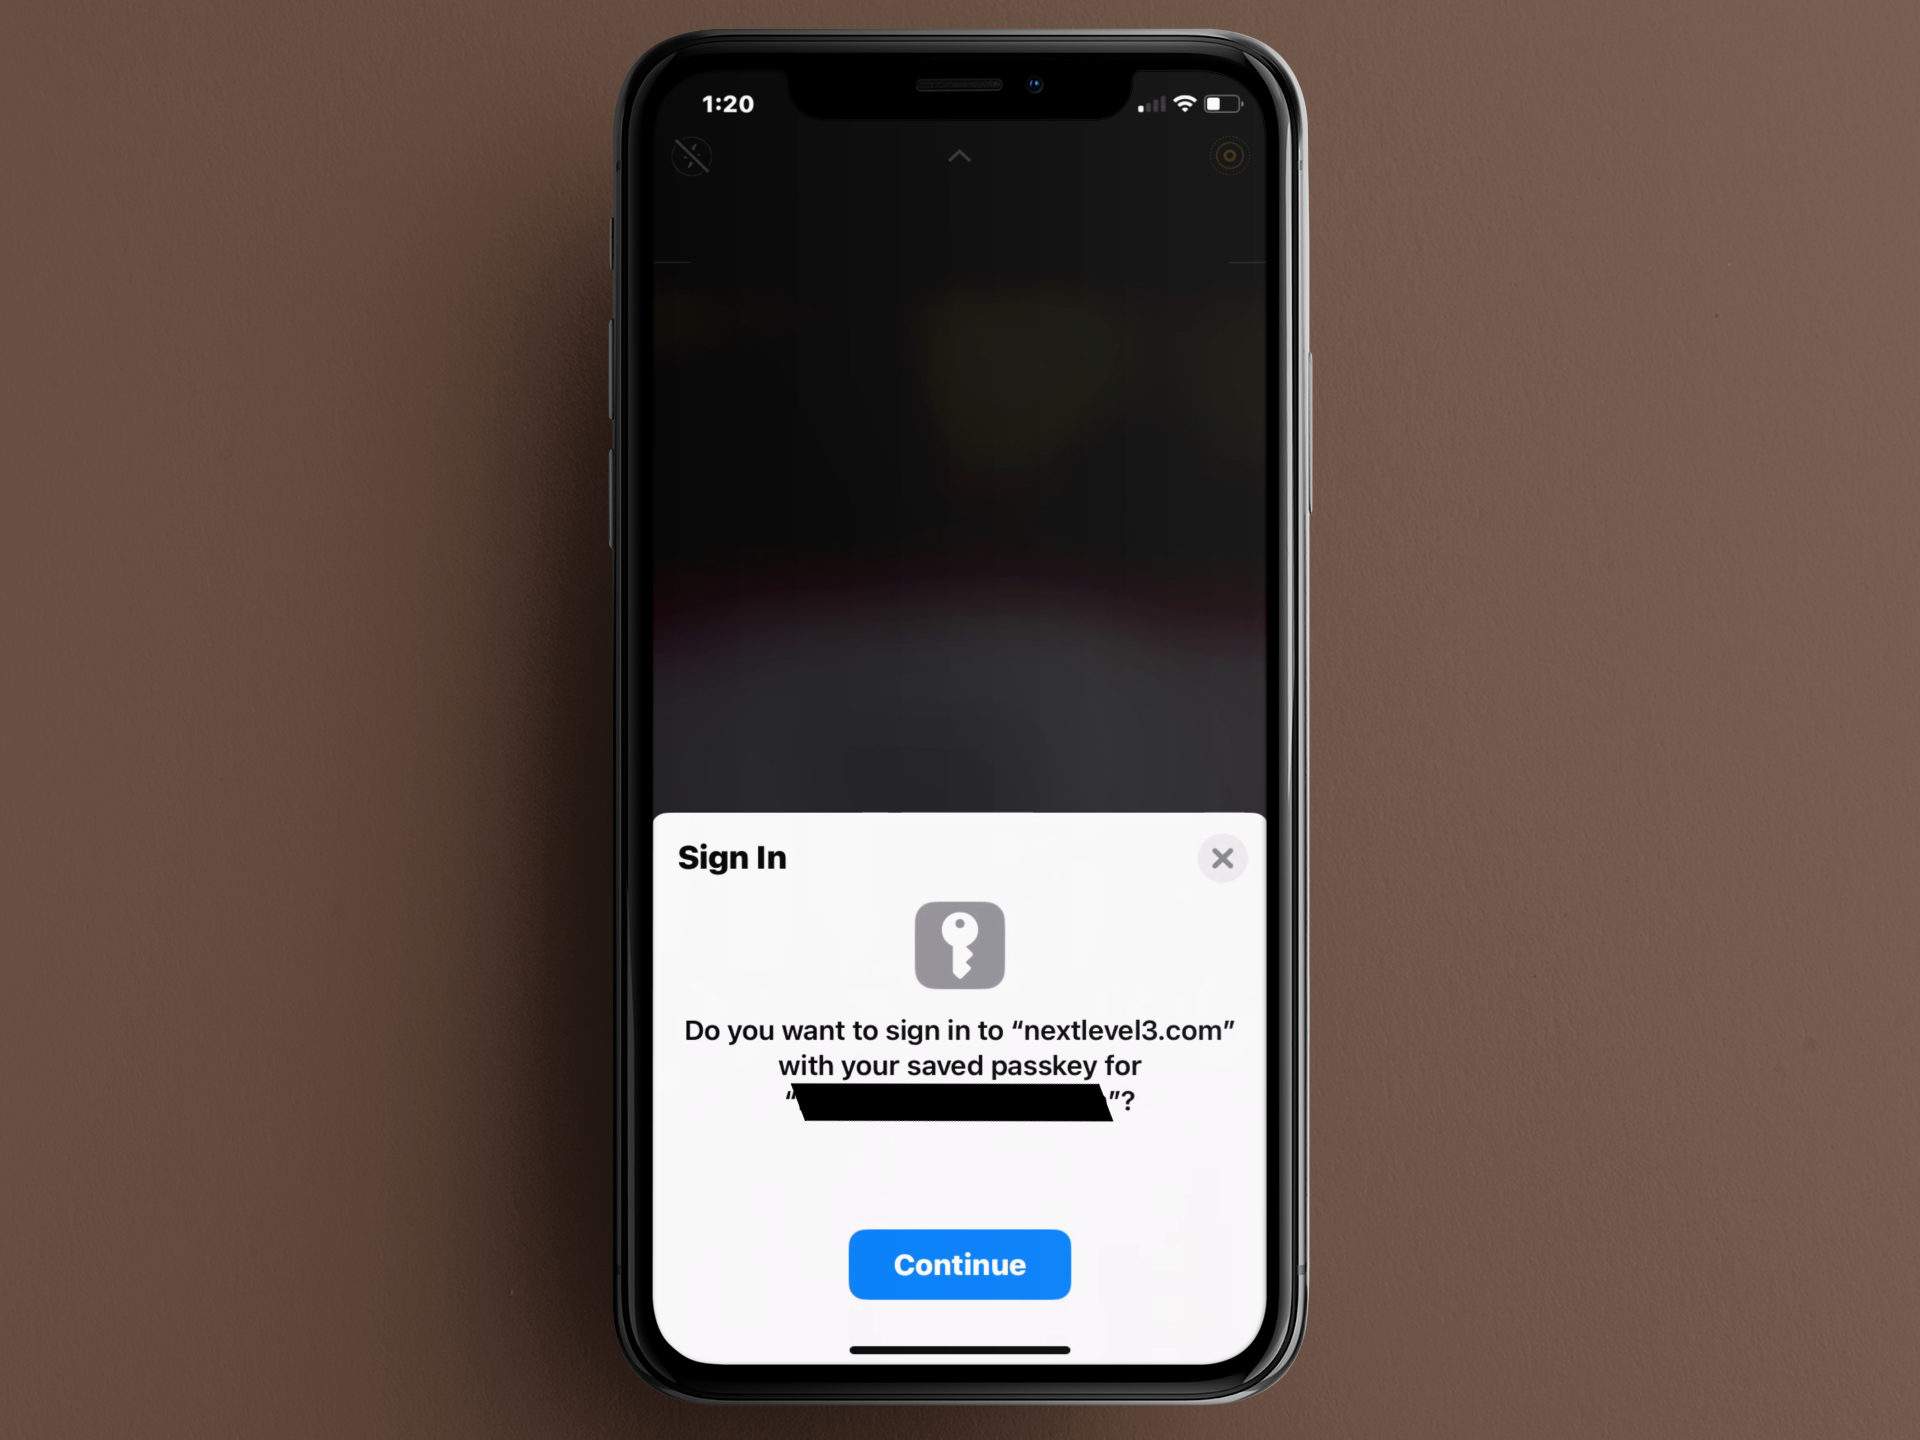 1:20
Sign In
Do you want to sign in to “nextlevel3.com”
with your saved passkey for
“”?
Continue